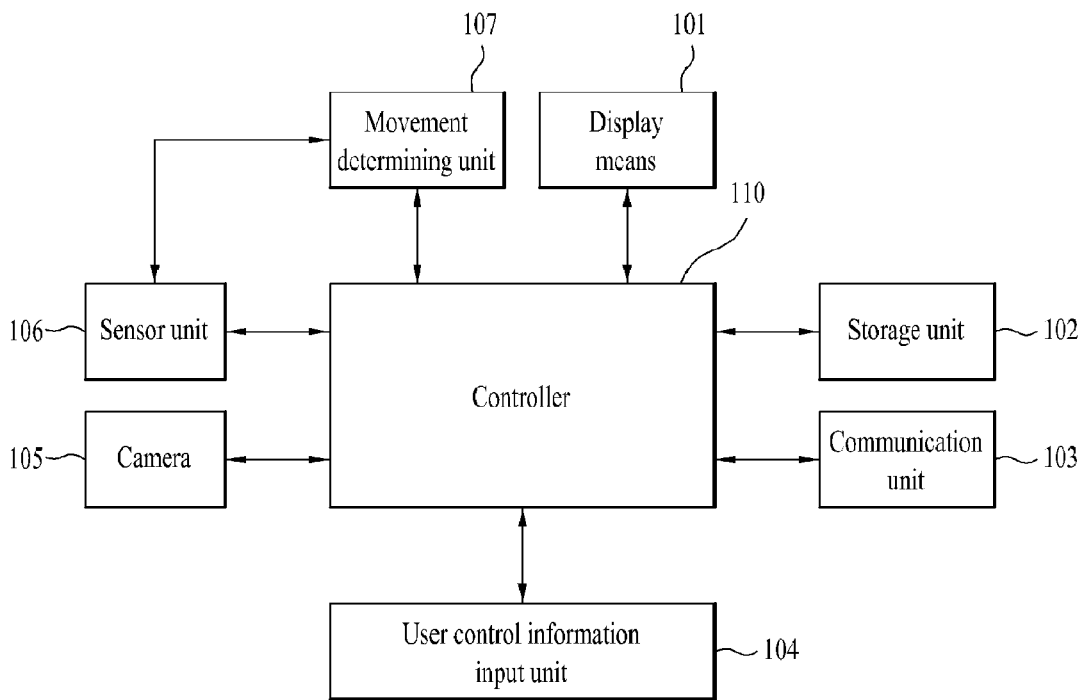 107
101
Movement
determining unit
Display
means
110
106
Sensor unit
Storage unit
102
Controller
105
Camera
Communication
unit
103
User control information
input unit
104